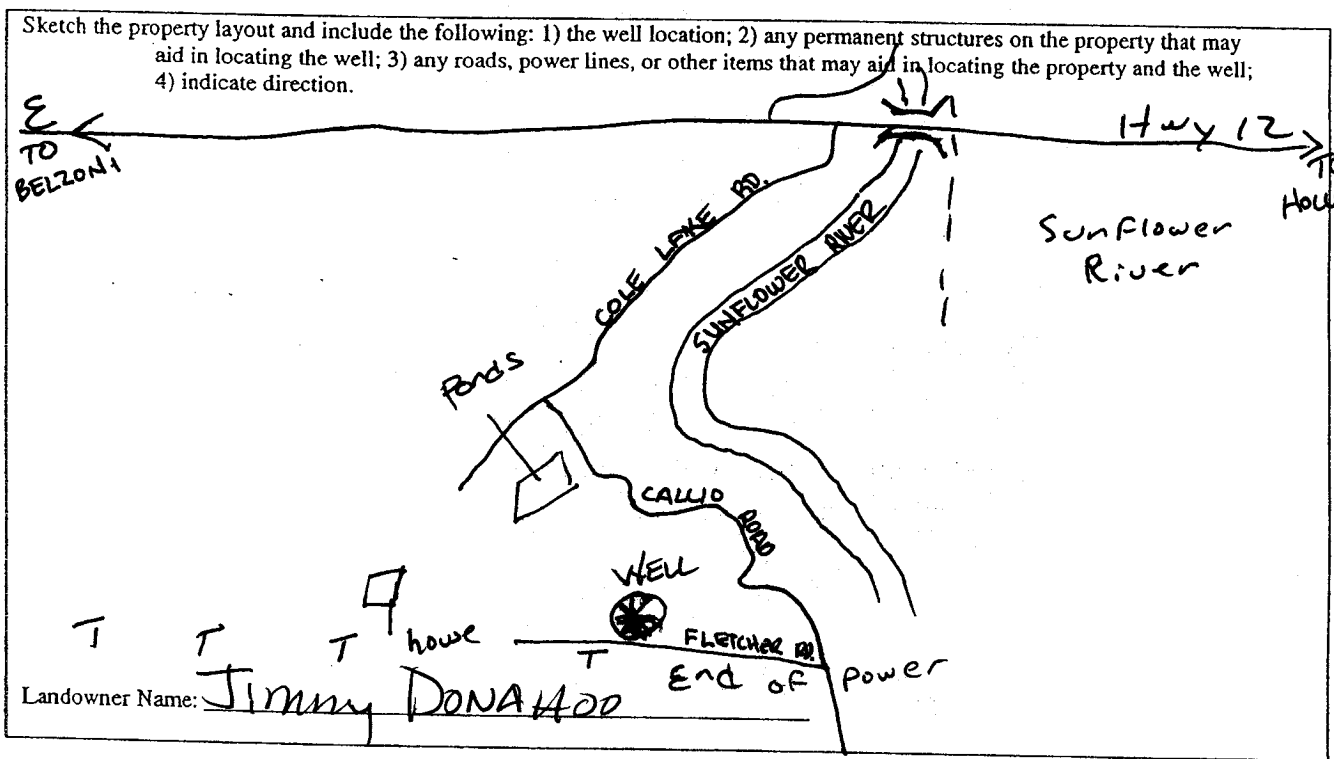 Sketch the property layout and include the following: 1) the well location; 2) any permanent structures on the property that may
aid in locating the well; 3) any roads, power lines, or other items that may aid in locating the property and the well;
4) indicate direction.
E
TO
BELZONI
Hwy 12
Sunflower
River
COLE LAKE RD.
SUNFLOWER RIVER
Ponds
CALLIO
ROAD
WELL
T
T
T
howe
T
FLETCHER RD.
End of power
Landowner Name: Jimmy DONAHOO